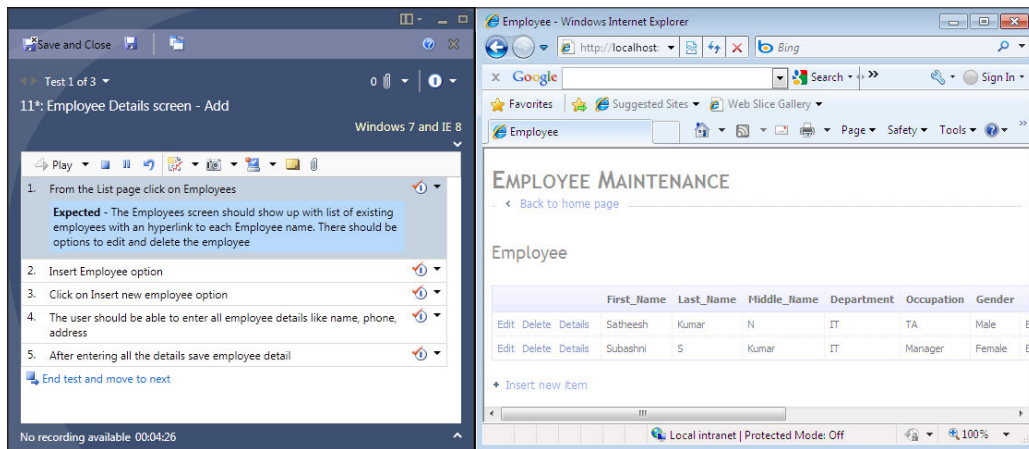 Save and Close
Test 1 of 3
0
11*: Employee Details screen - Add
Windows 7 and IE 8
Play
1. From the List page click on Employees
Expected - The Employees screen should show up with list of existing
employees with an hyperlink to each Employee name. There should be
options to edit and delete the employee
2. Insert Employee option
3. Click on Insert new employee option
4. The user should be able to enter all employee details like name, phone,
address
5. After entering all the details save employee detail
End test and move to next
No recording available 00:04:26
Employee - Windows Internet Explorer
http://localhost: Bing
x Google Search » Sign In
Favorites Suggested Sites Web Slice Gallery
Employee Page Safety Tools »
EMPLOYEE MAINTENANCE
< Back to home page
Employee
First_Name Last_Name Middle_Name Department Occupation Gender
Edit Delete Details Satheesh Kumar N IT TA Male
Edit Delete Details Subashni S Kumar IT Manager Female
+ Insert new item
Local intranet | Protected Mode: Off 100%